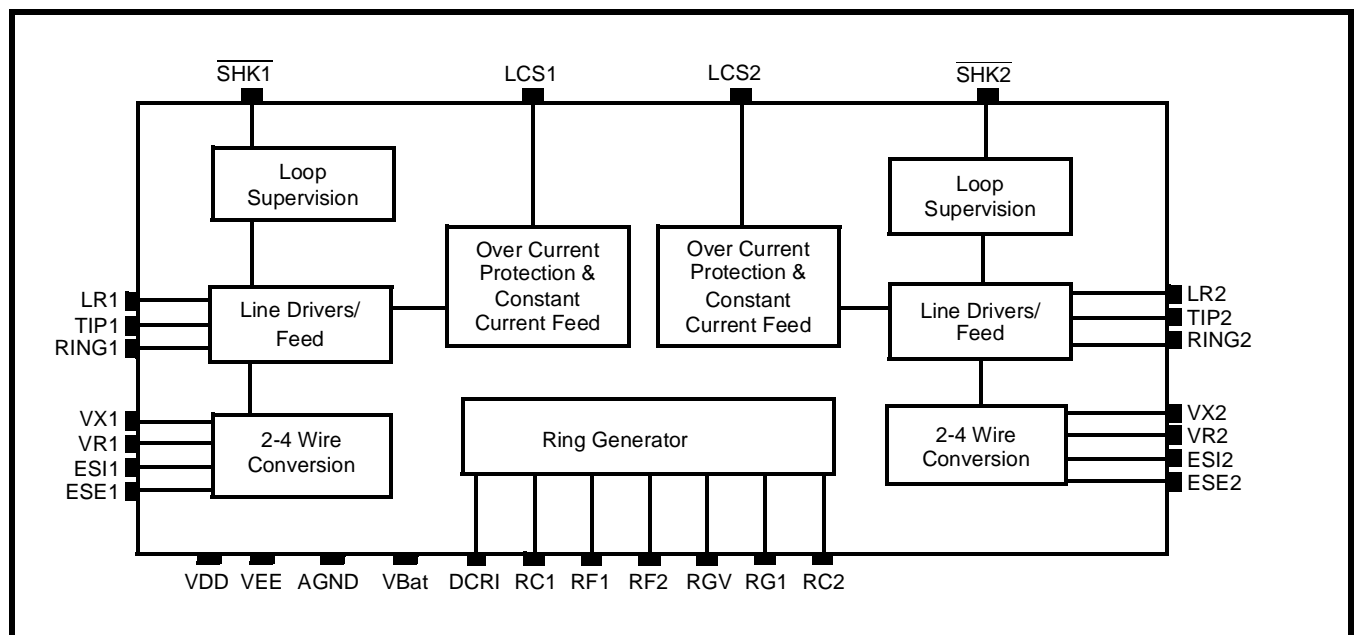 SHK1
LCS1
LCS2
SHK2
Loop
Supervision
Loop
Supervision
Over Current
Protection &
Constant
Current Feed
Over Current
Protection &
Constant
Current Feed
LR1
TIP1
RING1
Line Drivers/
Feed
Line Drivers/
Feed
LR2
TIP2
RING2
VX1
VR1
ESI1
ESE1
2-4 Wire
Conversion
Ring Generator
2-4 Wire
Conversion
VX2
VR2
ESI2
ESE2
VDD
VEE
AGND
VBat
DCRI
RC1
RF1
RF2
RGV
RG1
RC2